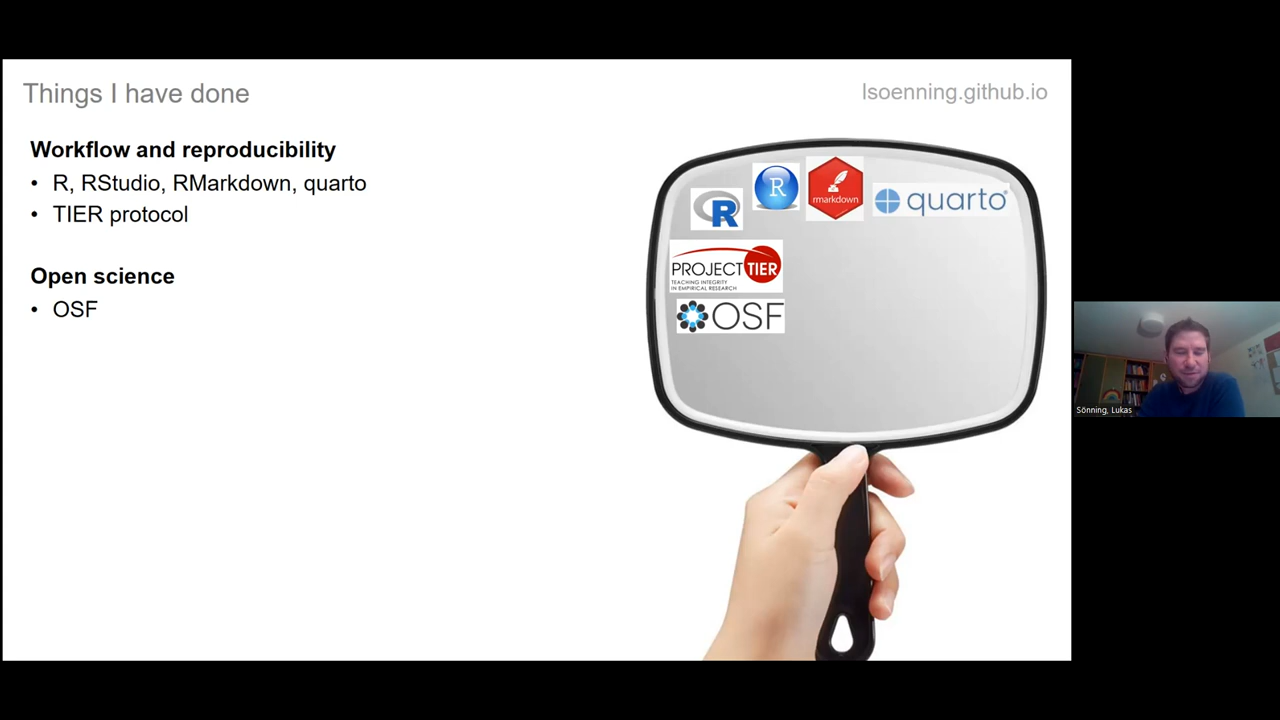 Things I have done
lsoenning.github.io
Workflow and reproducibility
• R, RStudio, RMarkdown, quarto
• TIER protocol
Open science
• OSF
R
R
rmarkdown
quarto®
PROJECT TIER
TEACHING INTEGRITY
IN EMPIRICAL RESEARCH
OSF
Sönning, Lukas